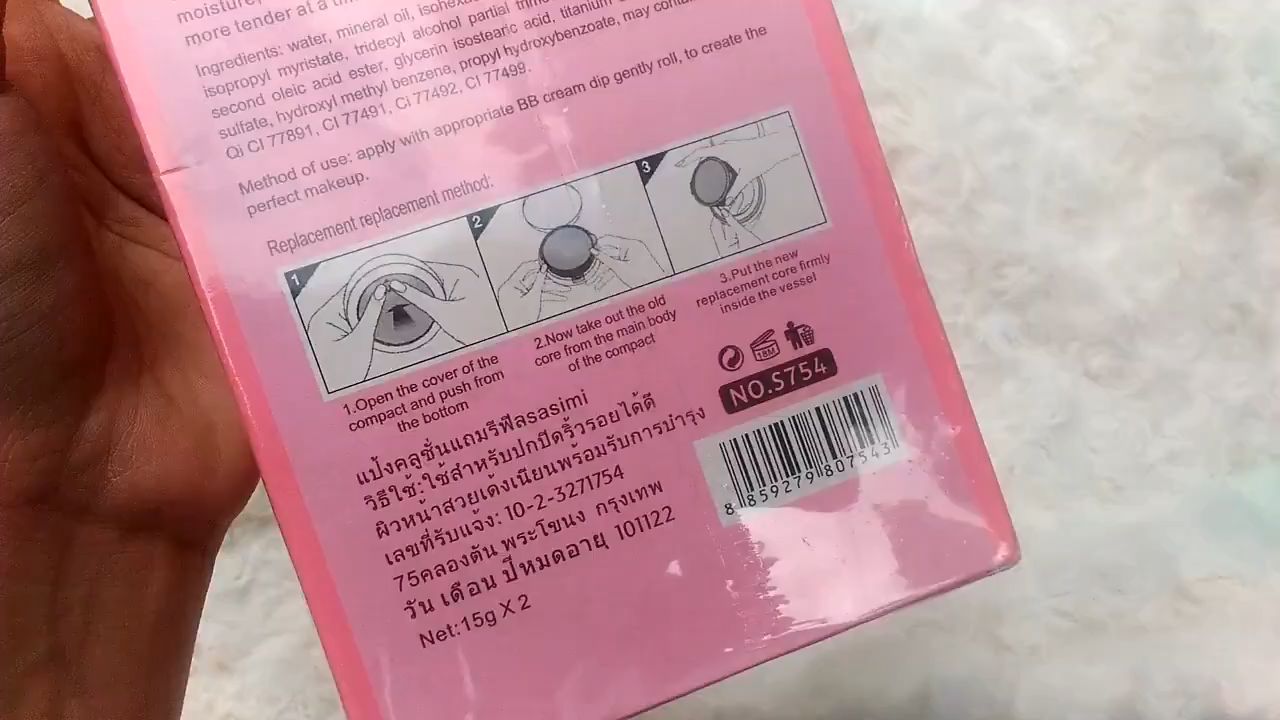 moisture,
more tender at a
Ingredients: water, mineral oil,
isopropyl myristate, tridecyl alcohol partial
second oleic acid ester, glycerin isostearic acid, titanium
sulfate, hydroxyl methyl benzene, propyl hydroxybenzoate, may
Qi CI 77891, CI 77491, Ci 77492, CI 77499.
Method of use: apply with appropriate BB cream dip gently roll, to create the
perfect makeup.
Replacement replacement method:
1
2
3
1.Open the cover of the
compact and push from
the bottom
2.Now take out the old
core from the main body
of the compact
3.Put the new
replacement core firmly
inside the vessel
18M
NO.S754
แป้งคลูชั่นแถมรีฟิลsasimi
วิธีใช้:ใช้สำหรับปกปิดริ้วรอยได้ดี
ผิวหน้าสวยเด้งเนียนพร้อมรับการบำรุง
เลขที่รับแจ้ง: 10-2-3271754
75คลองตัน พระโขนง กรุงเทพ
วัน เดือน ปีหมดอายุ 101122
Net:15g X 2
8 859279 807543